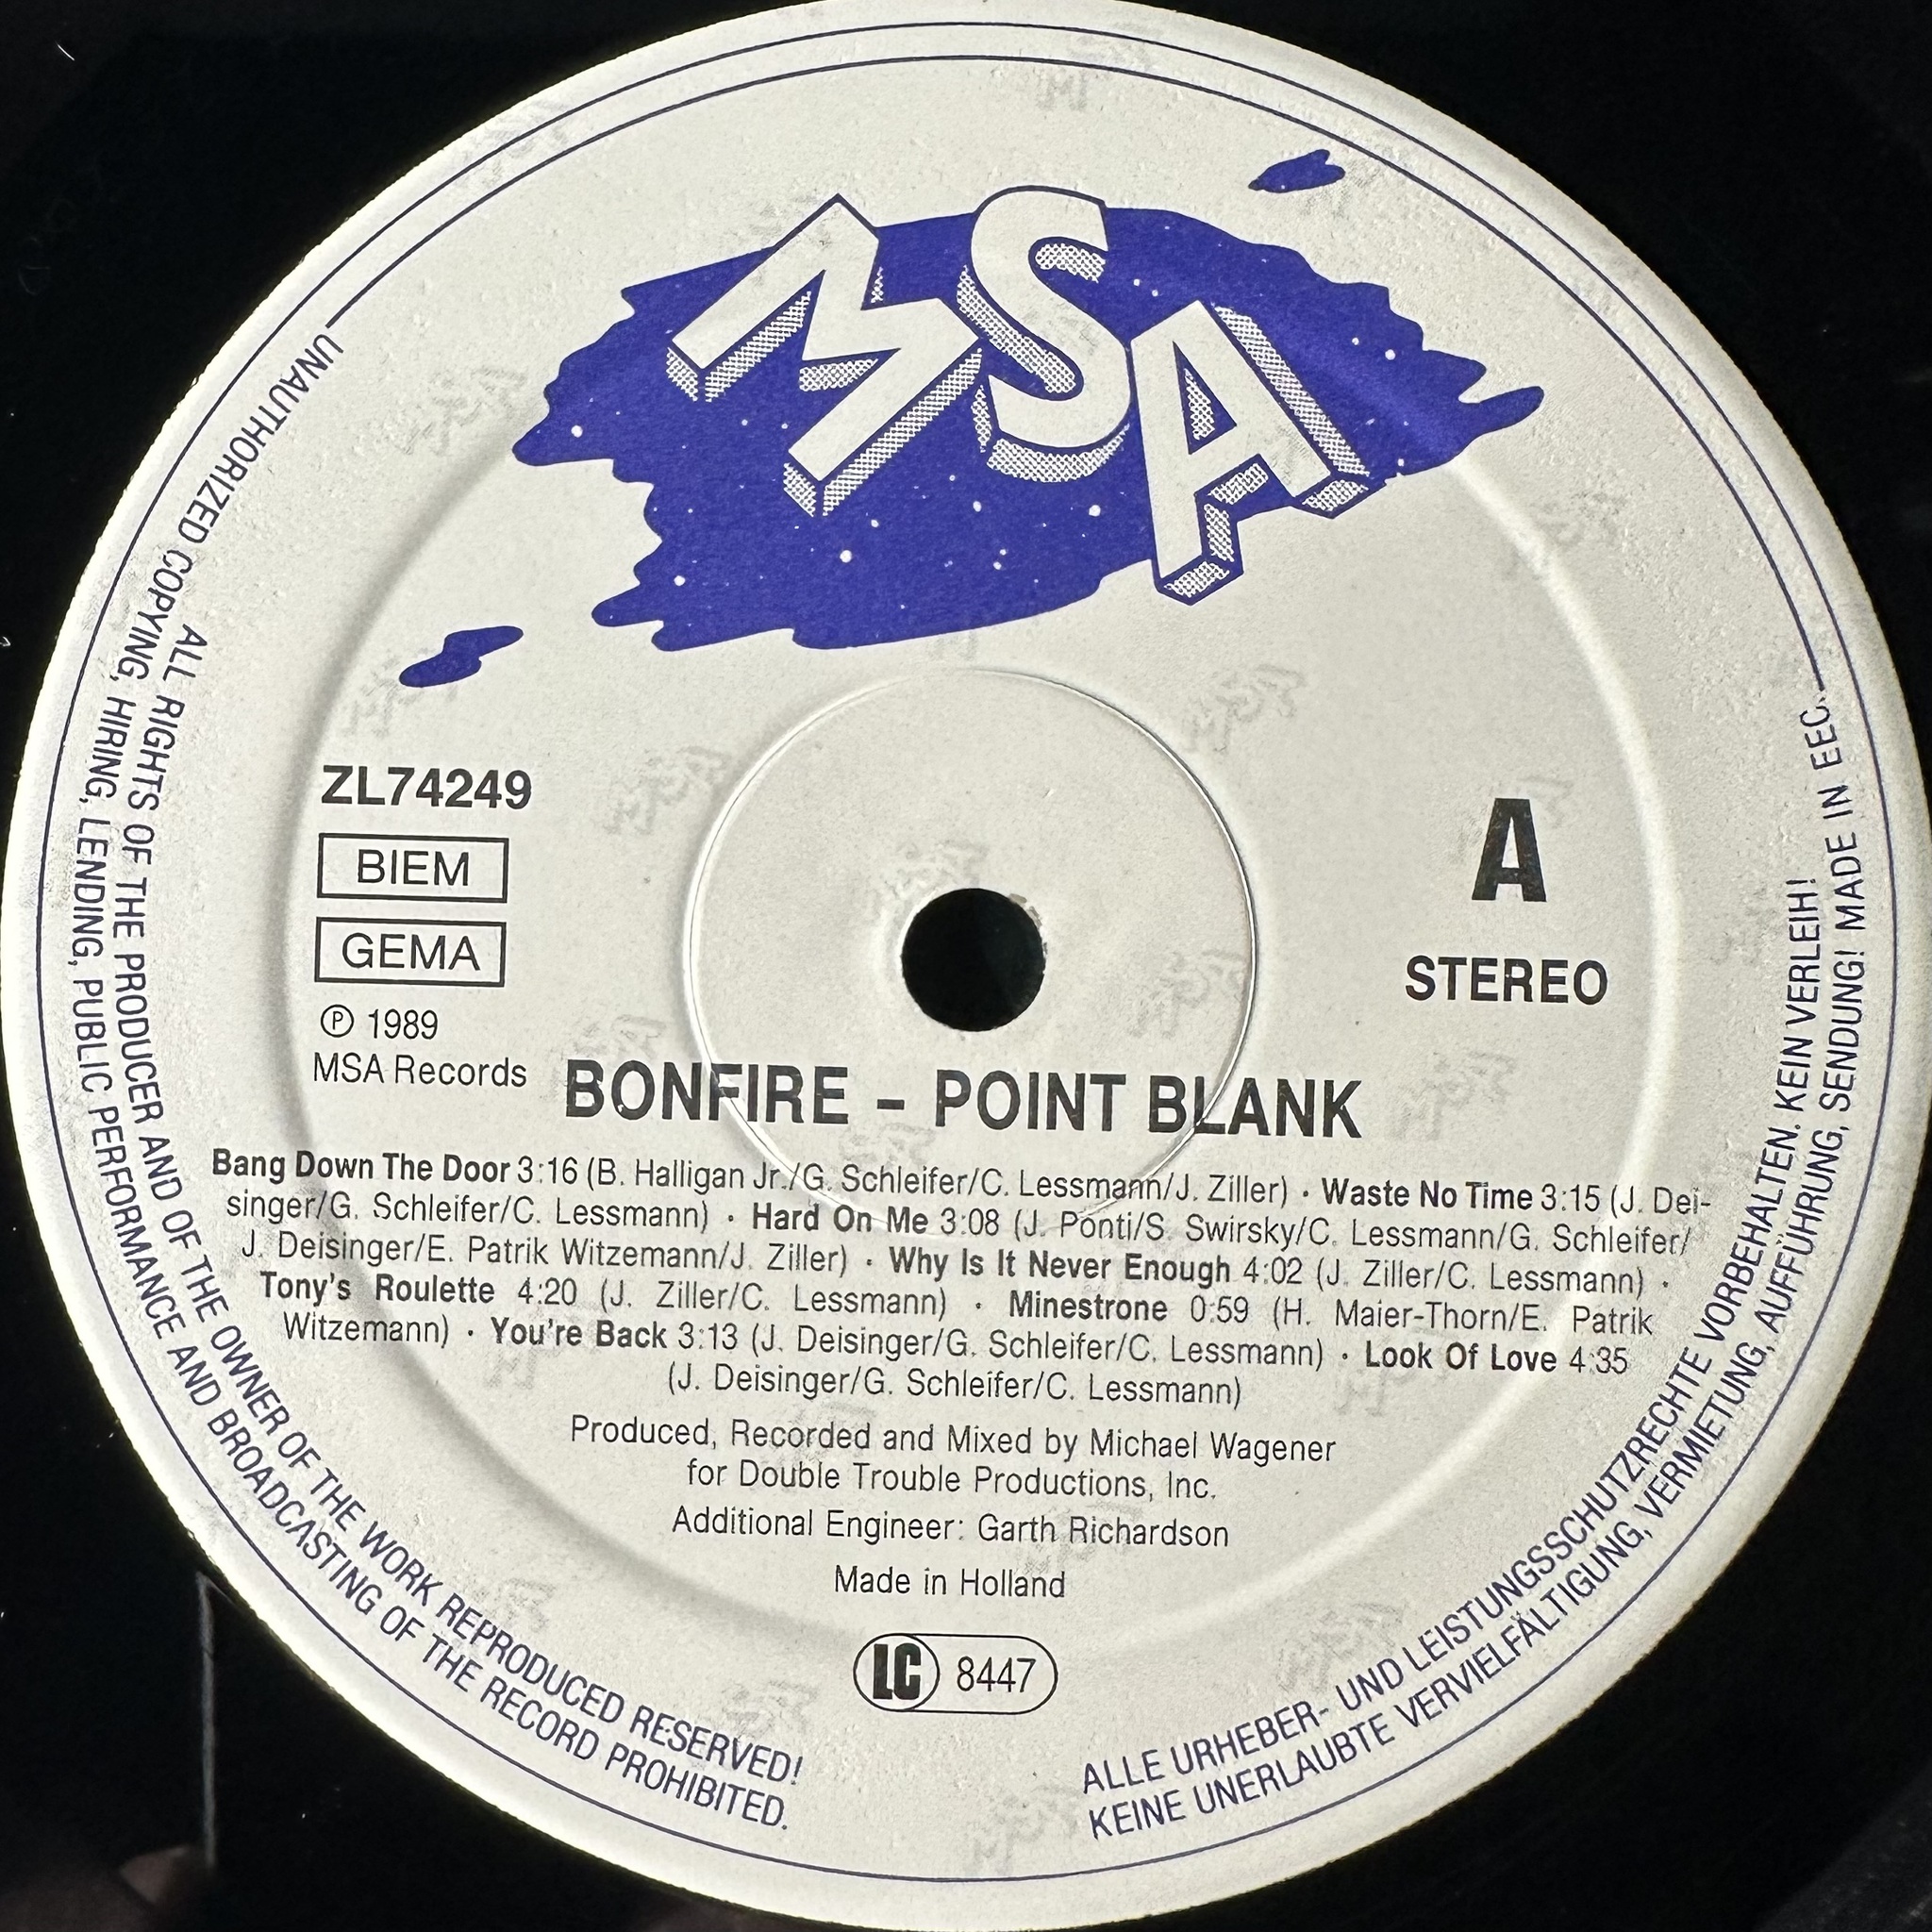 MSA
ZL74249
BIEM
GEMA
℗ 1989
MSA Records
A
STEREO
BONFIRE – POINT BLANK
Bang Down The Door 3:16 (B. Halligan Jr./G. Schleifer/C. Lessmann/J. Ziller) · Waste No Time 3:15 (J. Dei-
singer/G. Schleifer/C. Lessmann) · Hard On Me 3:08 (J. Ponti/S. Swirsky/C. Lessmann/G. Schleifer/
J. Deisinger/E. Patrik Witzemann/J. Ziller) · Why Is It Never Enough 4:02 (J. Ziller/C. Lessmann) ·
Tony's Roulette 4:20 (J. Ziller/C. Lessmann) · Minestrone 0:59 (H. Maier-Thorn/E. Patrik
Witzemann) · You're Back 3:13 (J. Deisinger/G. Schleifer/C. Lessmann) · Look Of Love 4:35
(J. Deisinger/G. Schleifer/C. Lessmann)
Produced, Recorded and Mixed by Michael Wagener
for Double Trouble Productions, Inc.
Additional Engineer: Garth Richardson
Made in Holland
LC 8447
ALL RIGHTS OF THE PRODUCER AND OF THE OWNER OF THE WORK REPRODUCED RESERVED!
UNAUTHORIZED COPYING, HIRING, LENDING, PUBLIC PERFORMANCE AND BROADCASTING OF THE RECORD PROHIBITED.
ALLE URHEBER- UND LEISTUNGSSCHUTZRECHTE VORBEHALTEN. KEIN VERLEIH!
KEINE UNERLAUBTE VERVIELFÄLTIGUNG, VERMIETUNG, AUFFÜHRUNG, SENDUNG! MADE IN EEC.